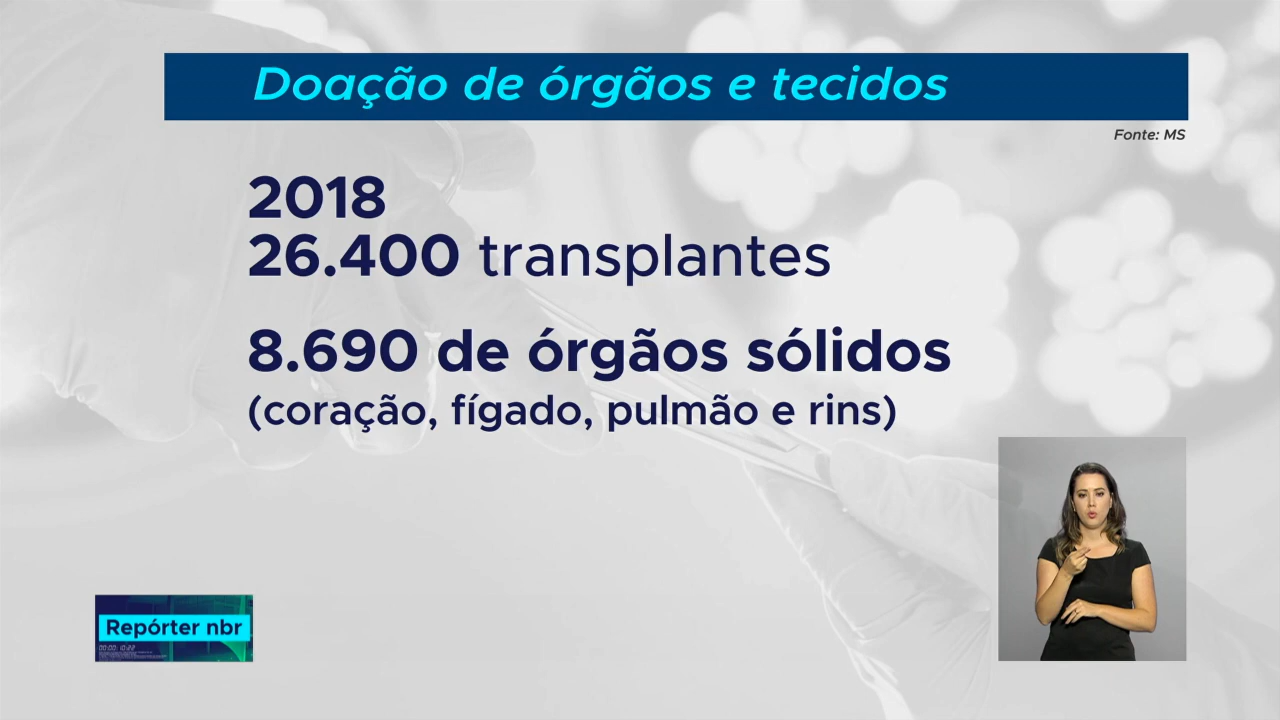 Doação de órgãos e tecidos
Fonte: MS
2018
26.400 transplantes
8.690 de órgãos sólidos
(coração, fígado, pulmão e rins)
Repórter nbr